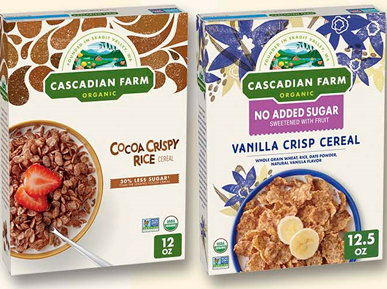 FOUNDED IN SKAGIT VALLEY, WA
CASCADIAN FARM
ORGANIC
COCOA CRISPY
RICE CEREAL
30% LESS SUGAR
12
OZ
FOUNDED IN SKAGIT VALLEY, WA
CASCADIAN FARM
ORGANIC
NO ADDED SUGAR
SWEETENED WITH FRUIT
VANILLA CRISP CEREAL
WHOLE GRAIN WHEAT, RICE, DATE POWDER,
NATURAL VANILLA FLAVOR
USDA
12.5
OZ